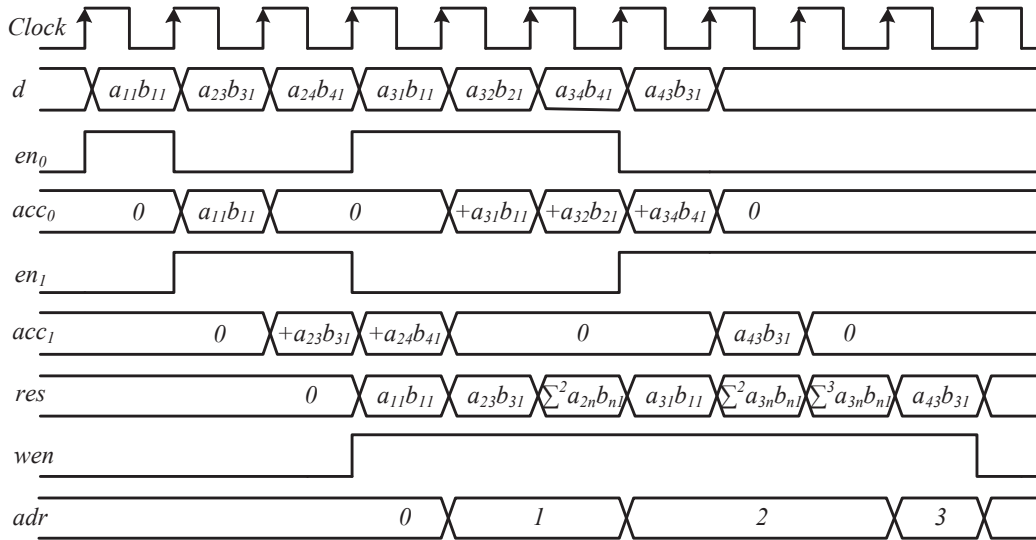 Clock
d a₁₁b₁₁ a₂₃b₃₁ a₂₄b₄₁ a₃₁b₁₁ a₃₂b₂₁ a₃₄b₄₁ a₄₃b₃₁
en₀
acc₀ 0 a₁₁b₁₁ 0 +a₃₁b₁₁ +a₃₂b₂₁ +a₃₄b₄₁ 0
en₁
acc₁ 0 +a₂₃b₃₁ +a₂₄b₄₁ 0 a₄₃b₃₁ 0
res 0 a₁₁b₁₁ a₂₃b₃₁ ∑²a₂ₙbₙ₁ a₃₁b₁₁ ∑²a₃ₙbₙ₁ ∑³a₃ₙbₙ₁ a₄₃b₃₁
wen
adr 0 1 2 3